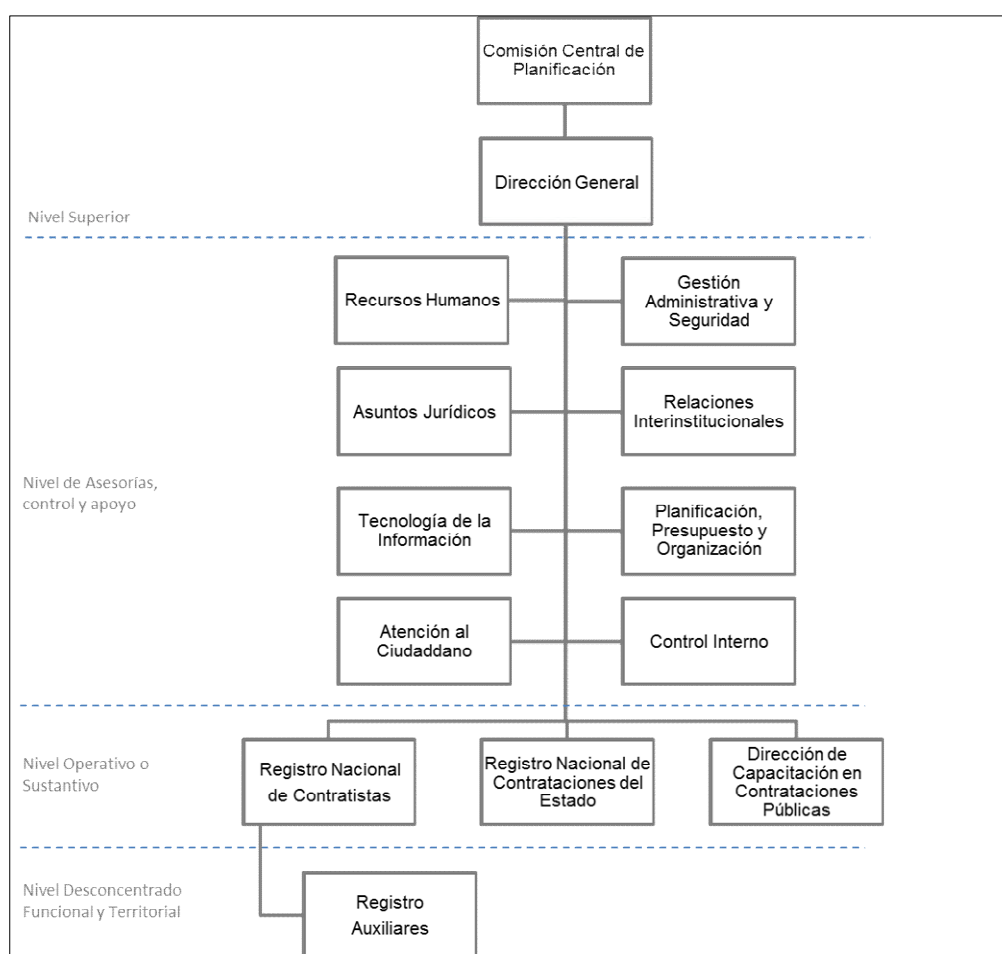 Comisión Central de
Planificación
Dirección General
Nivel Superior
Recursos Humanos
Gestión
Administrativa y
Seguridad
Asuntos Jurídicos
Relaciones
Interinstitucionales
Nivel de Asesorías,
control y apoyo
Tecnología de la
Información
Planificación,
Presupuesto y
Organización
Atención al
Ciudaddano
Control Interno
Nivel Operativo o
Sustantivo
Registro Nacional
de Contratistas
Registro Nacional de
Contrataciones del
Estado
Dirección de
Capacitación en
Contrataciones
Públicas
Nivel Desconcentrado
Funcional y Territorial
Registro
Auxiliares